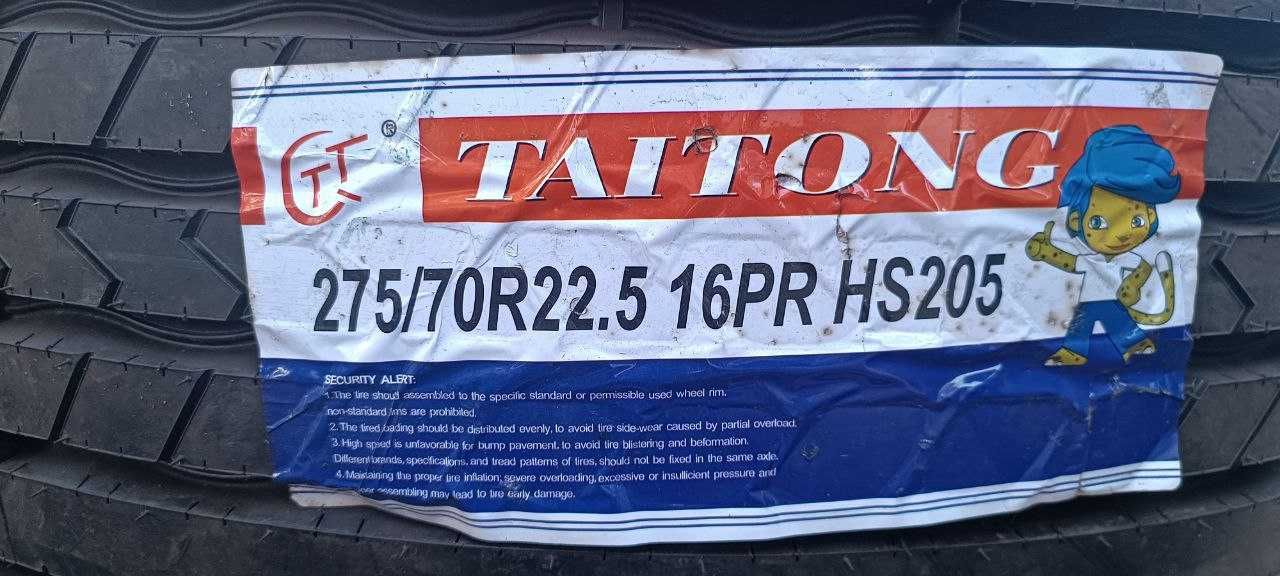 CTTT ®
TAITONG
275/70R22.5 16PR HS205
SECURITY ALERT:
1.The tire shoud assembled to the specific standard or permissible used wheel rim.
non-standard are prohibited.
2.The tired,loading should be distributed evenly, to avoid tire side-wear caused by partial overload.
3.High speed is unfavorable for bump pavement, to avoid tire blistering and beformation.
Different brands, specifications, and tread patterns of tires, should not be fixed in the same axle.
4.Maintaining the proper tire inflation; severe overloading, excessive or insufficient pressure and
assembling may lead to tire early damage.